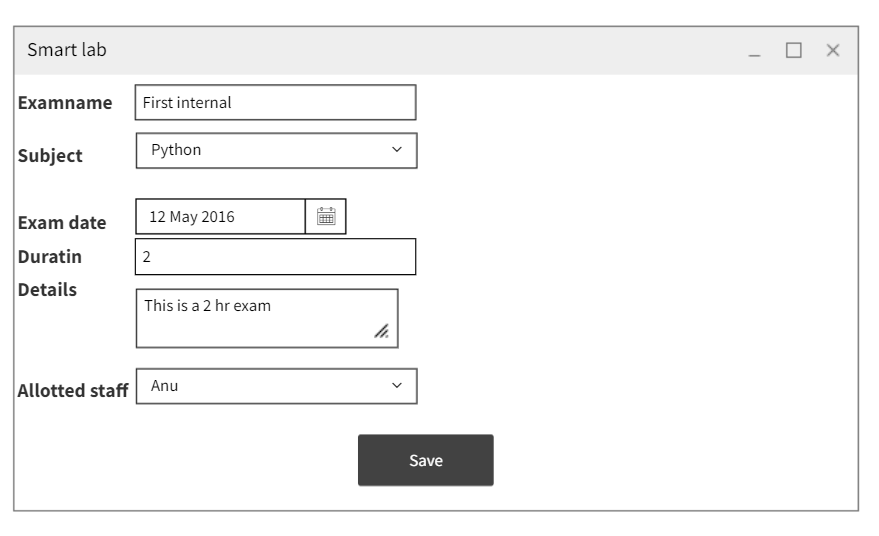 Smart lab
Examname First internal
Subject Python
Exam date 12 May 2016
Duratin 2
Details This is a 2 hr exam
Allotted staff Anu
Save